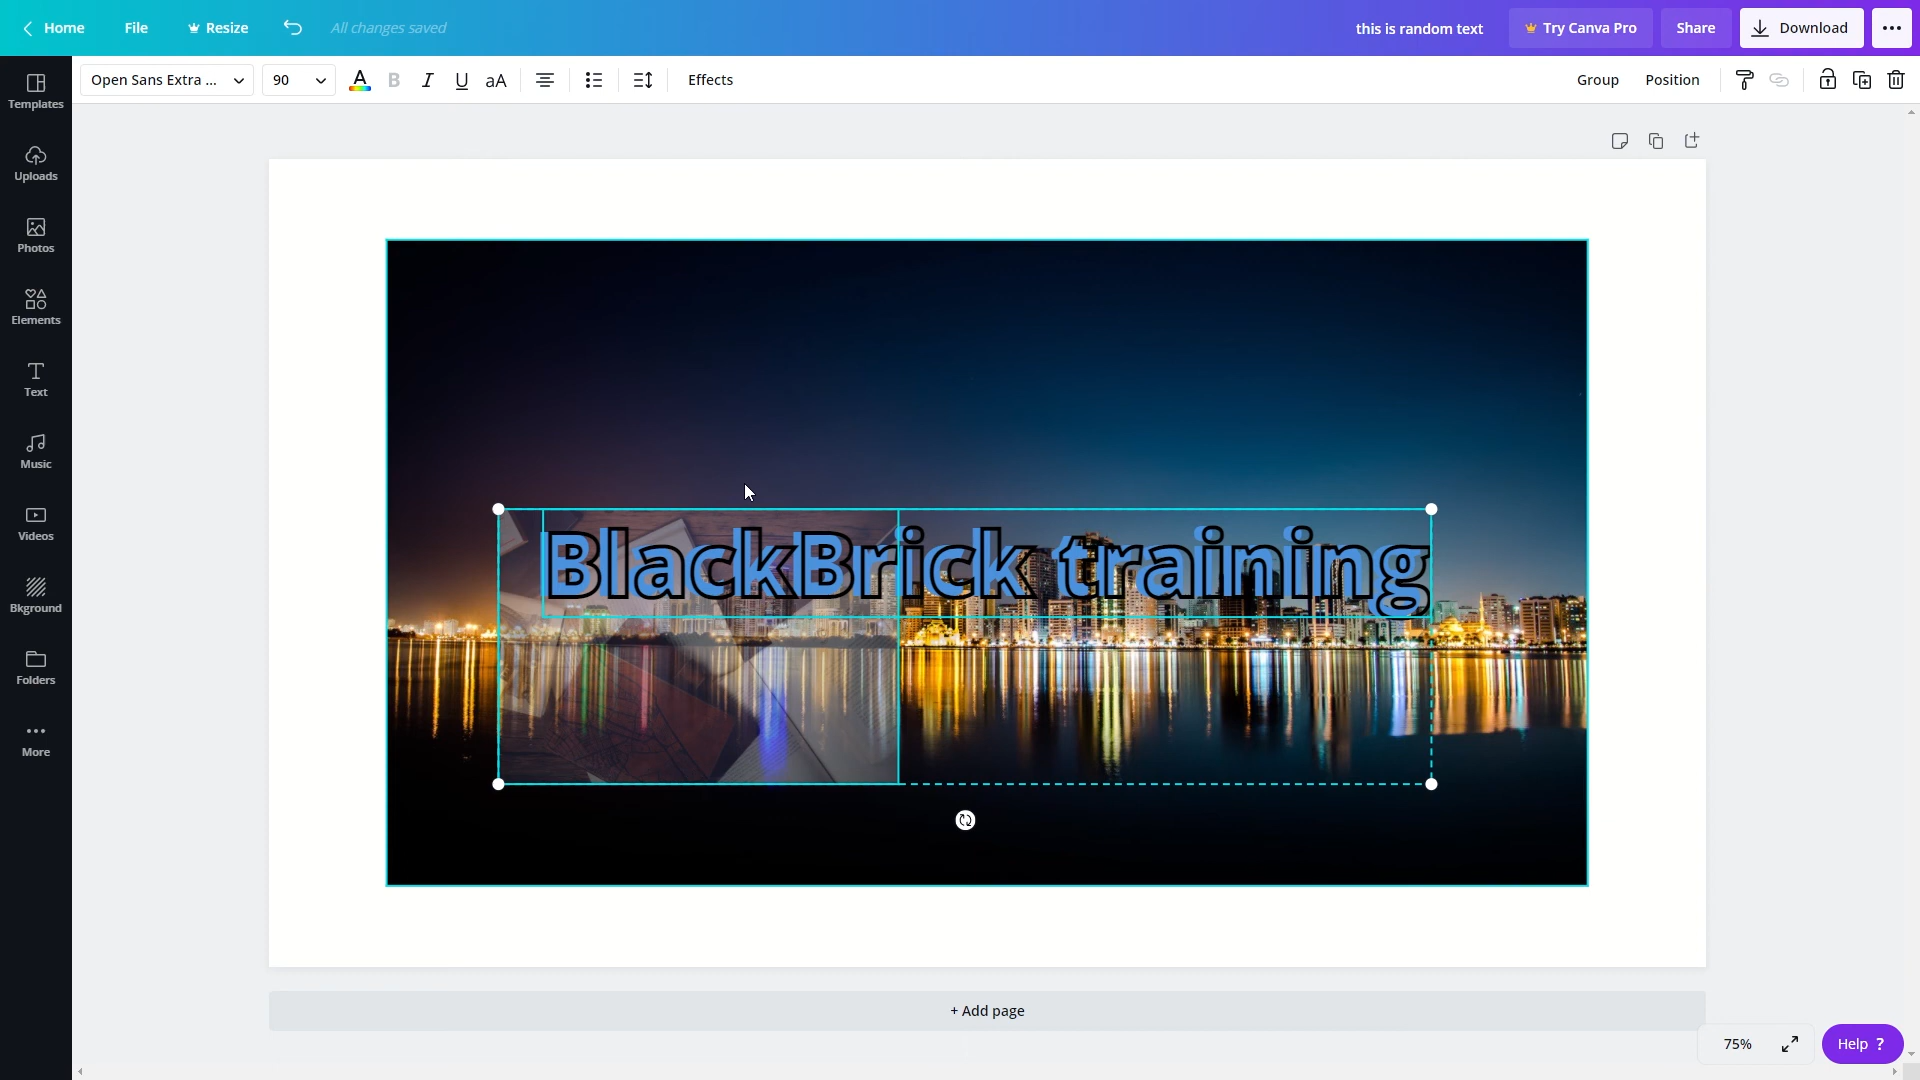 Home File Resize All changes saved this is random text Try Canva Pro Share Download
Open Sans Extra ... 90 A B I U aA Effects Group Position
Templates
Uploads
Photos
Elements
Text
Music
Videos
Bkground
Folders
More
BlackBrick training
+ Add page
75% Help ?